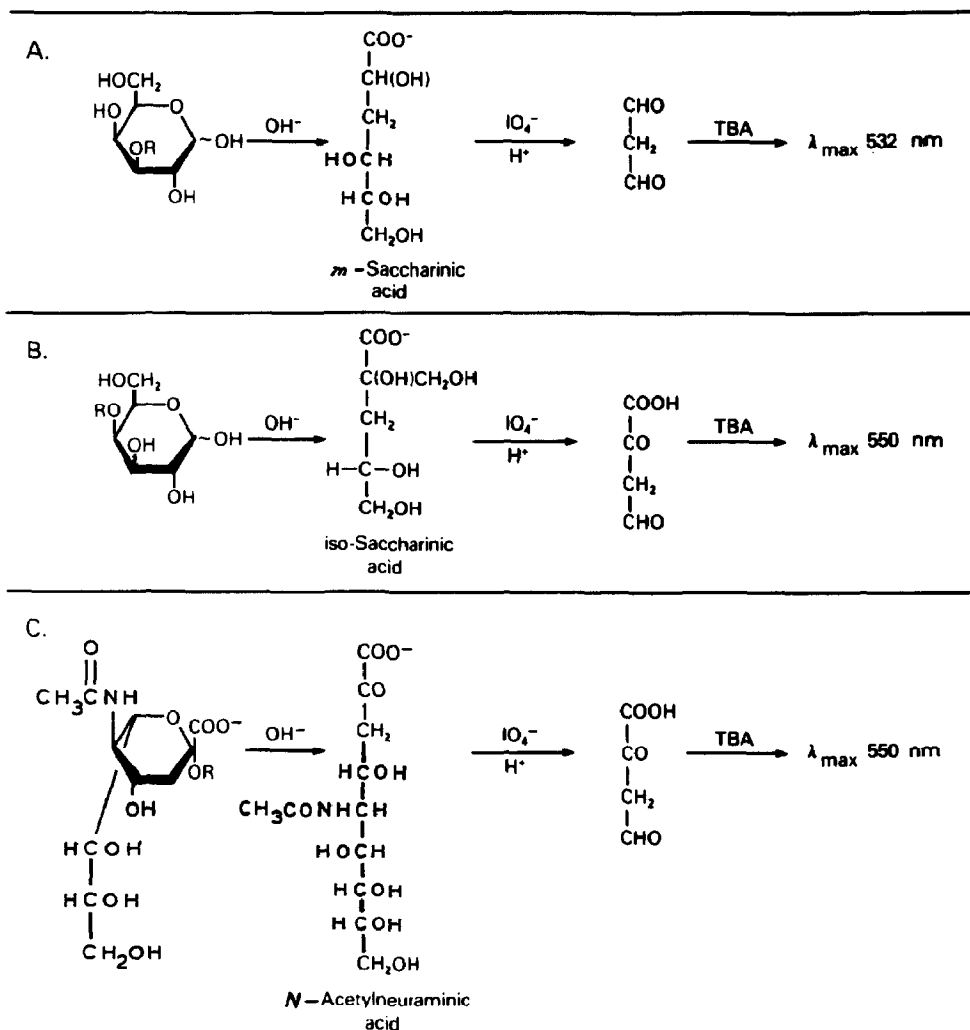 A.
HOCH₂
HO
O
OR
OH
OH
OH⁻
COO⁻
CH(OH)
CH₂
HOCH
HCOH
CH₂OH
m-Saccharinic
acid
IO₄⁻
H⁺
CHO
CH₂
CHO
TBA
λmax 532 nm
B.
HOCH₂
RO
O
OH
OH
OH
OH⁻
COO⁻
C(OH)CH₂OH
CH₂
H-C-OH
CH₂OH
iso-Saccharinic
acid
IO₄⁻
H⁺
COOH
CO
CH₂
CHO
TBA
λmax 550 nm
C.
O
CH₃CNH
O
COO⁻
OR
OH
HCOH
HCOH
CH₂OH
OH⁻
COO⁻
CO
CH₂
HCOH
CH₃CONHCH
HOCH
HCOH
HCOH
CH₂OH
N-Acetylneuraminic
acid
IO₄⁻
H⁺
COOH
CO
CH₂
CHO
TBA
λmax 550 nm